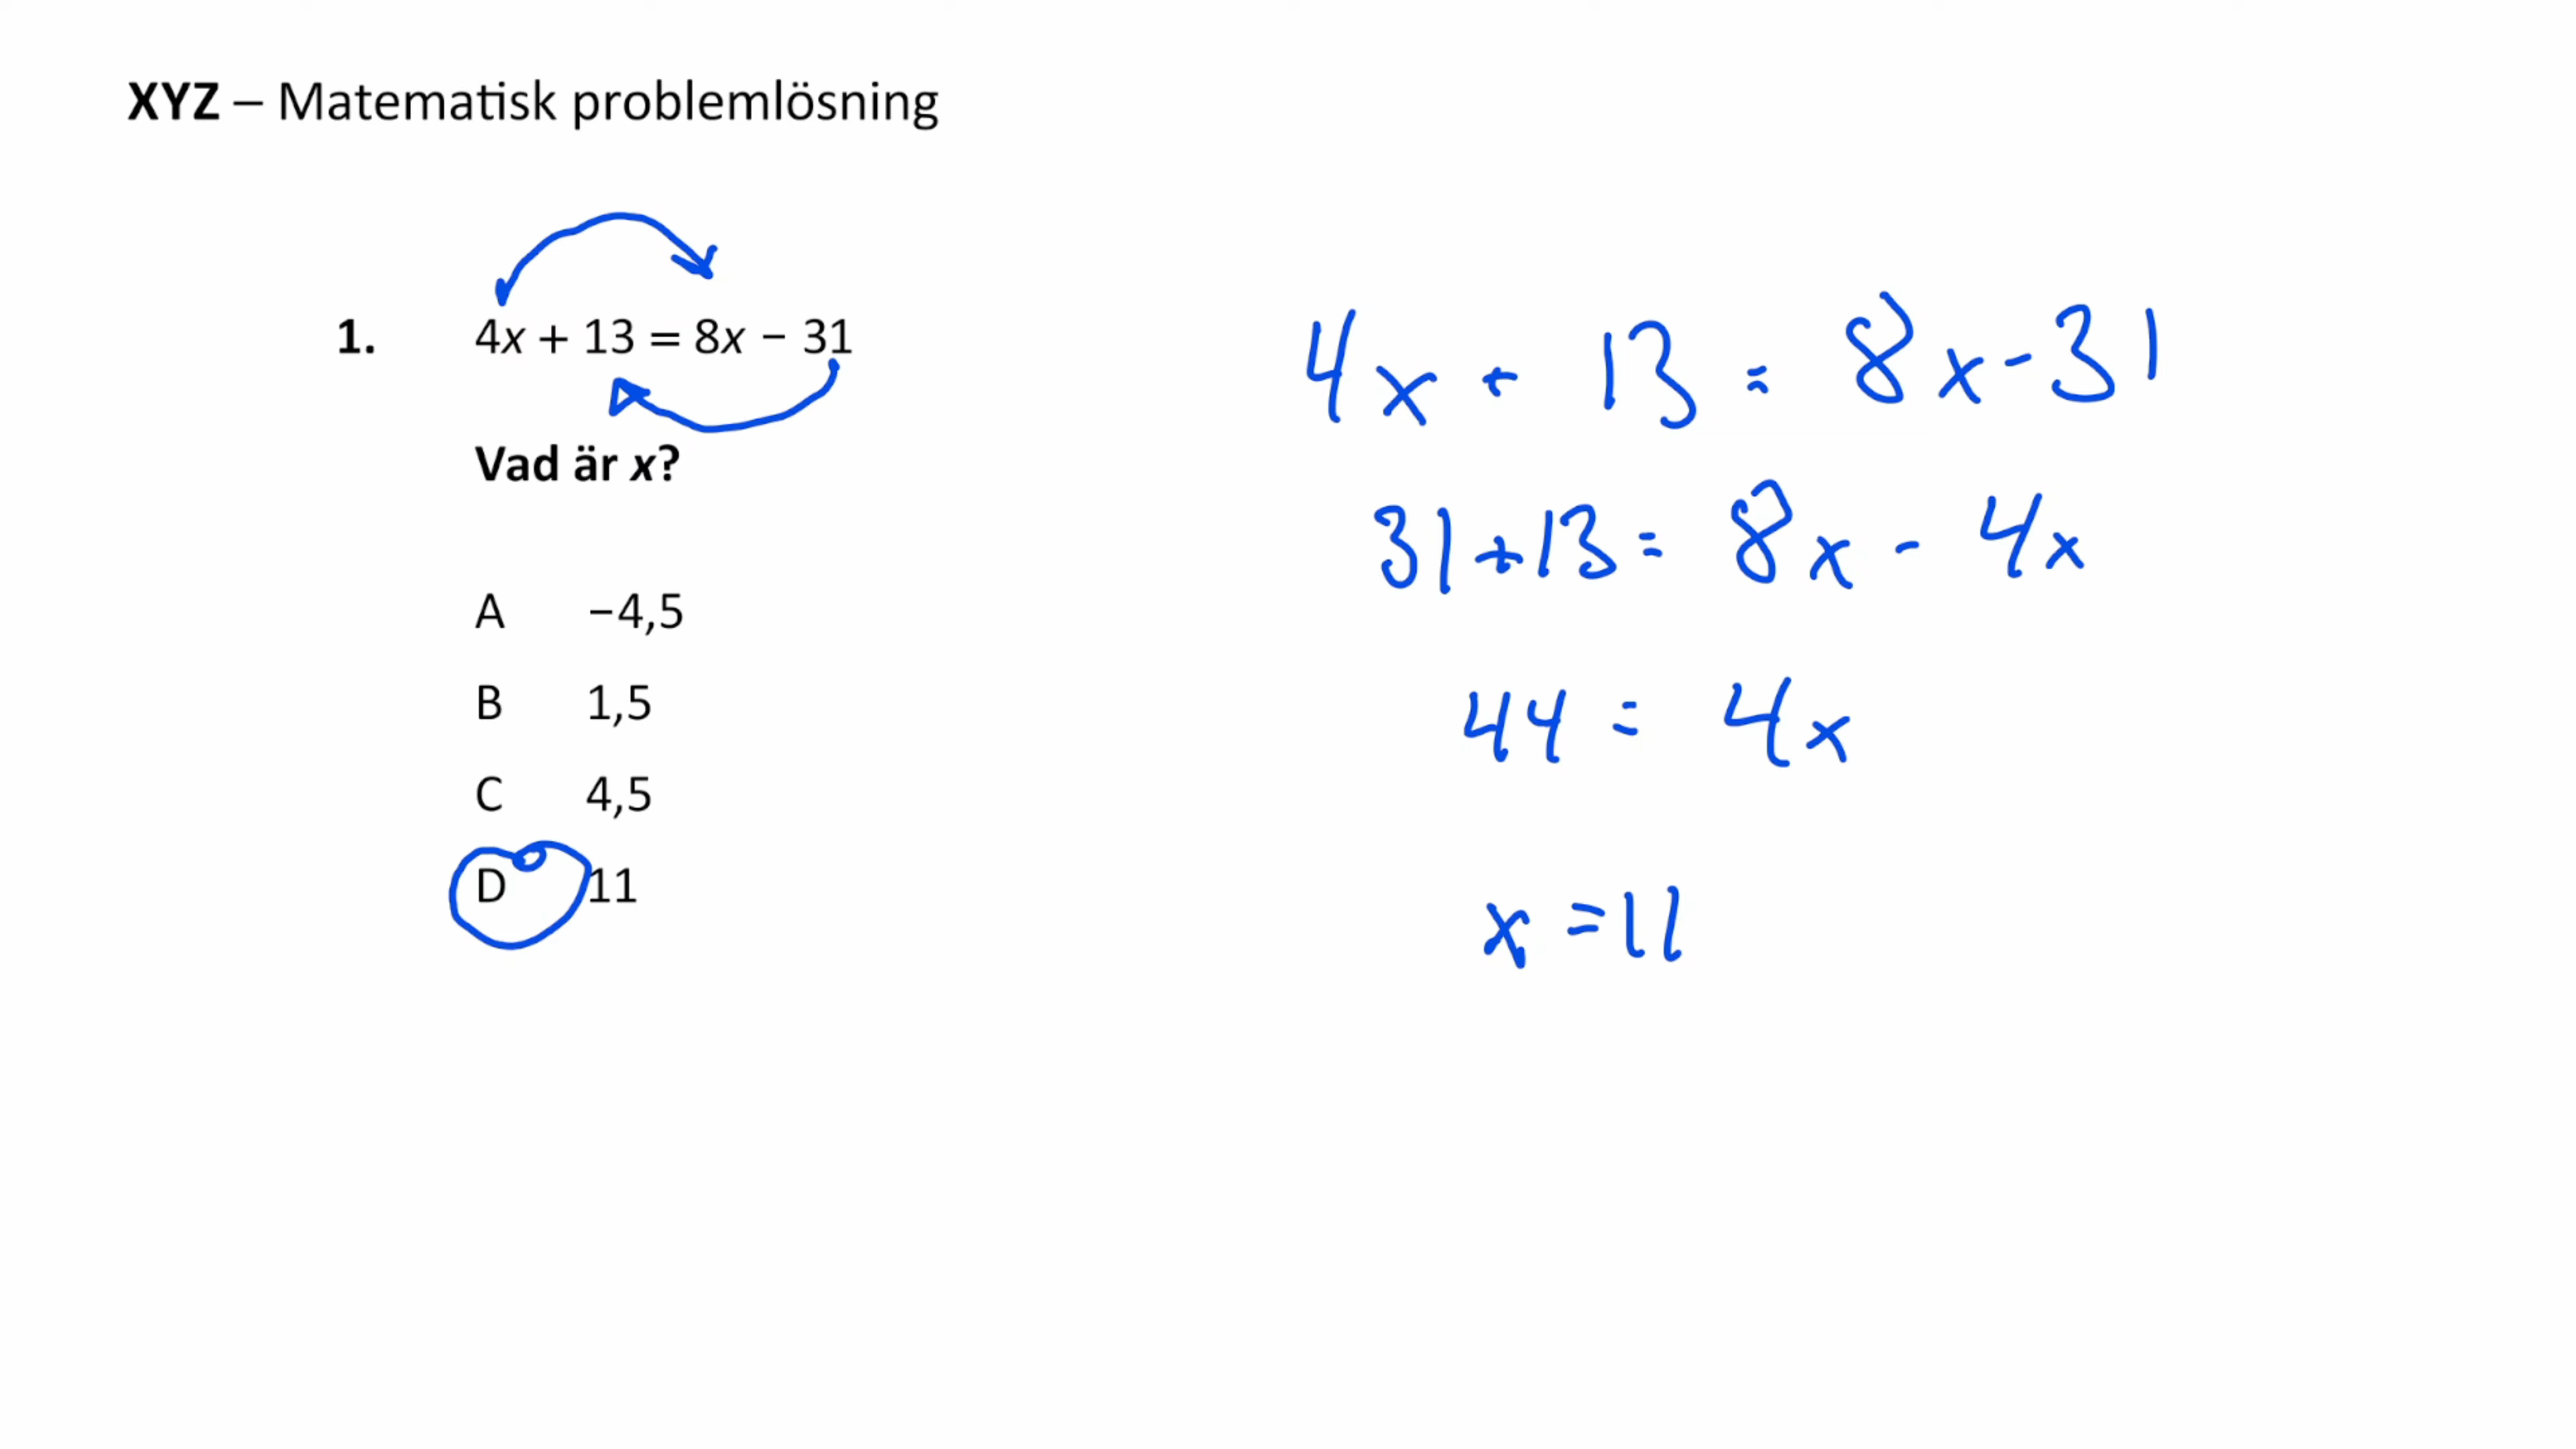 XYZ – Matematisk problemlösning
1. 4x + 13 = 8x − 31
Vad är x?
A −4,5
B 1,5
C 4,5
D 11
4x + 13 = 8x - 31
31 + 13 = 8x - 4x
44 = 4x
x = 11